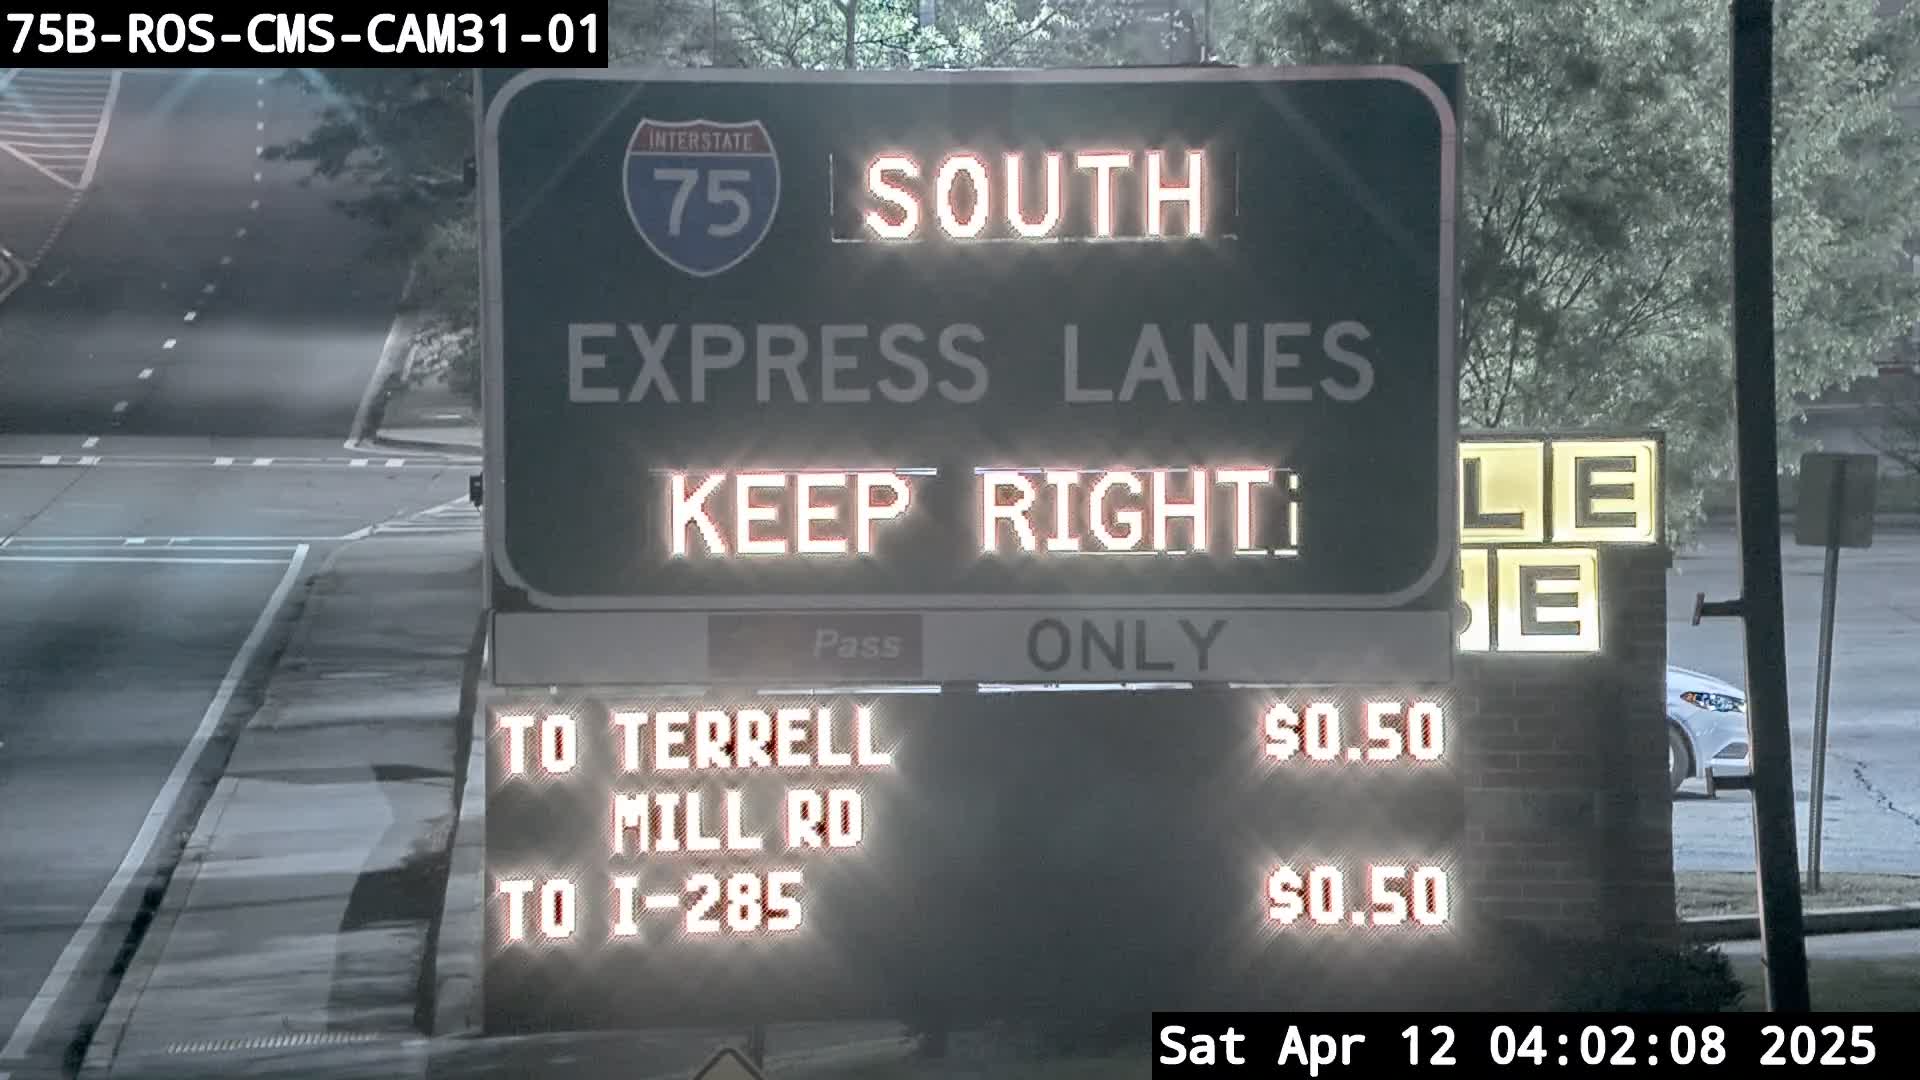 75B-ROS-CMS-CAM31-01
INTERSTATE
75
SOUTH
EXPRESS LANES
KEEP RIGHT
Pass ONLY
TO TERRELL $0.50
MILL RD
TO I-285 $0.50
LE
E
Sat Apr 12 04:02:08 2025